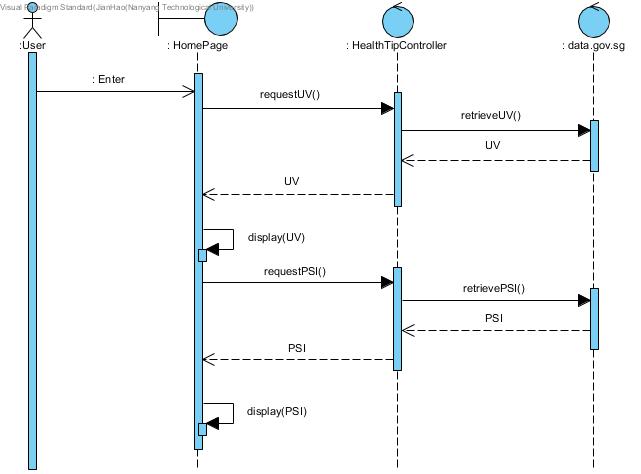 Visual Paradigm Standard(JianHao(Nanyang Technological University))
:User
: HomePage
: HealthTipController
: data.gov.sg
: Enter
requestUV()
retrieveUV()
UV
UV
display(UV)
requestPSI()
retrievePSI()
PSI
PSI
display(PSI)